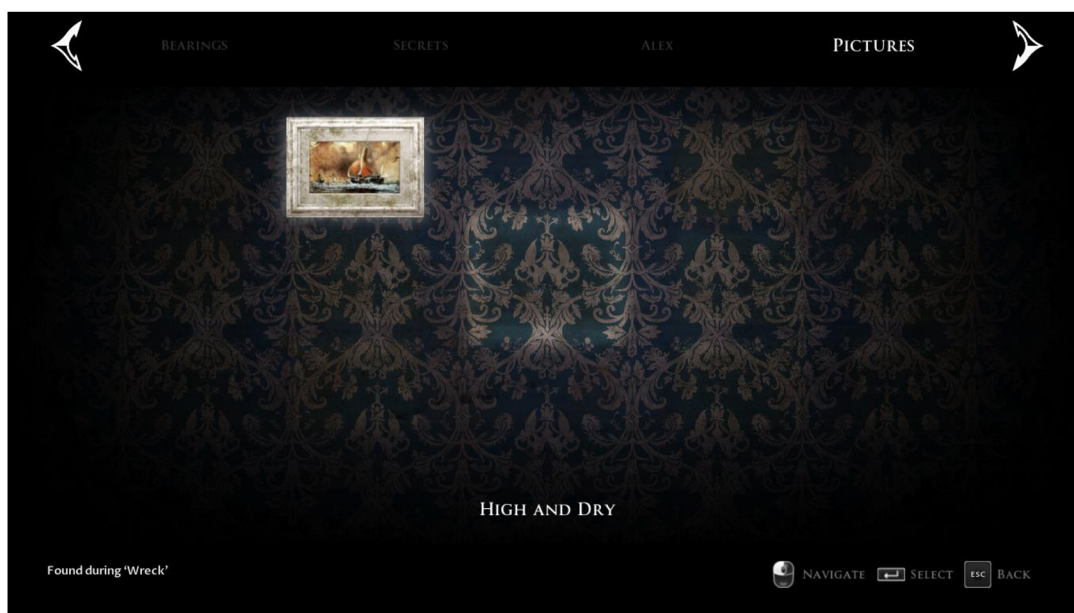 BEARINGS SECRETS ALEX PICTURES
HIGH AND DRY
Found during ‘Wreck’ NAVIGATE SELECT ESC BACK